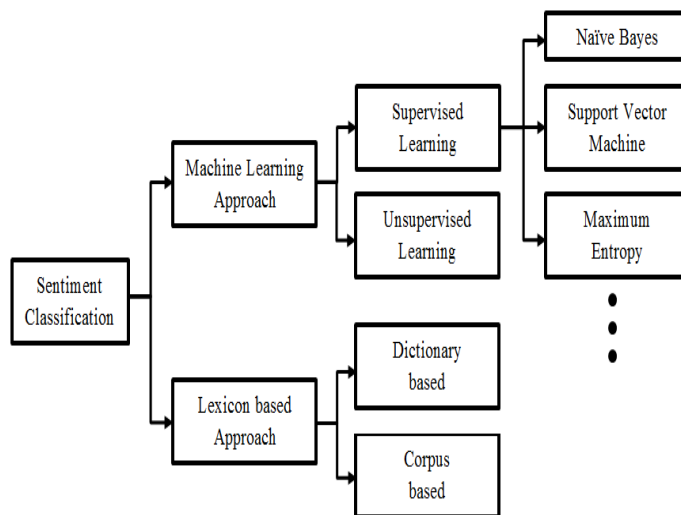 Sentiment
Classification
Machine Learning
Approach
Lexicon based
Approach
Supervised
Learning
Unsupervised
Learning
Dictionary
based
Corpus
based
Naïve Bayes
Support Vector
Machine
Maximum
Entropy